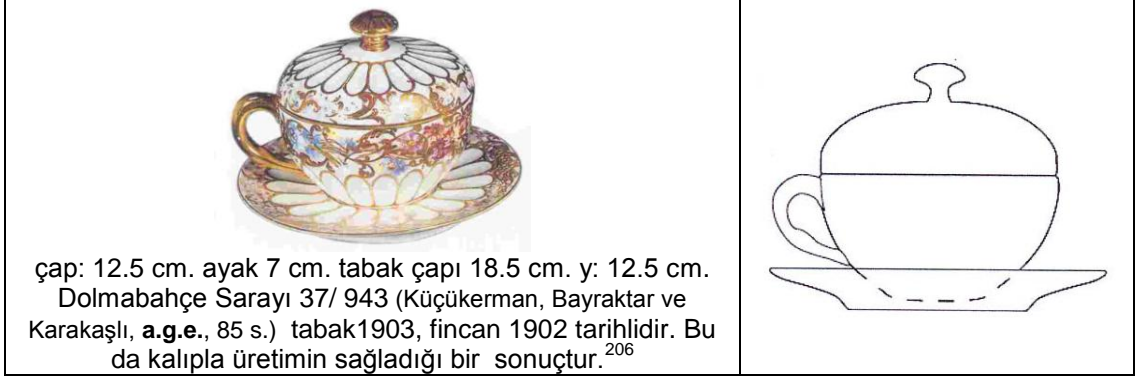 çap: 12.5 cm. ayak 7 cm. tabak çapı 18.5 cm. y: 12.5 cm.
Dolmabahçe Sarayı 37/ 943 (Küçükerman, Bayraktar ve
Karakaşlı, a.g.e., 85 s.) tabak1903, fincan 1902 tarihlidir. Bu
da kalıpla üretimin sağladığı bir sonuçtur.206